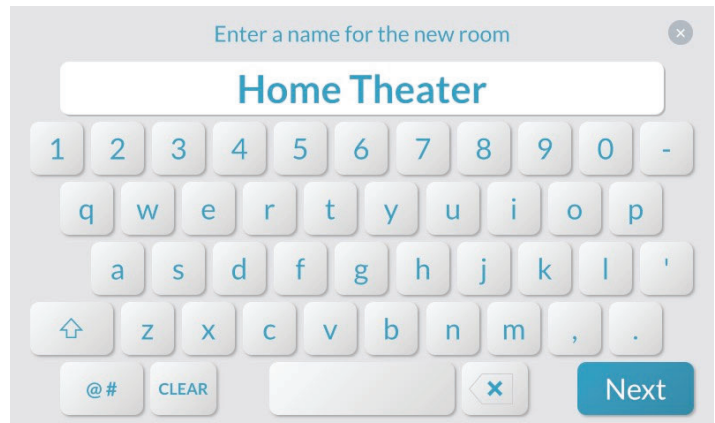 Enter a name for the new room
Home Theater
1 2 3 4 5 6 7 8 9 0 -
q w e r t y u i o p
a s d f g h j k l '
z x c v b n m , .
@ # CLEAR Next